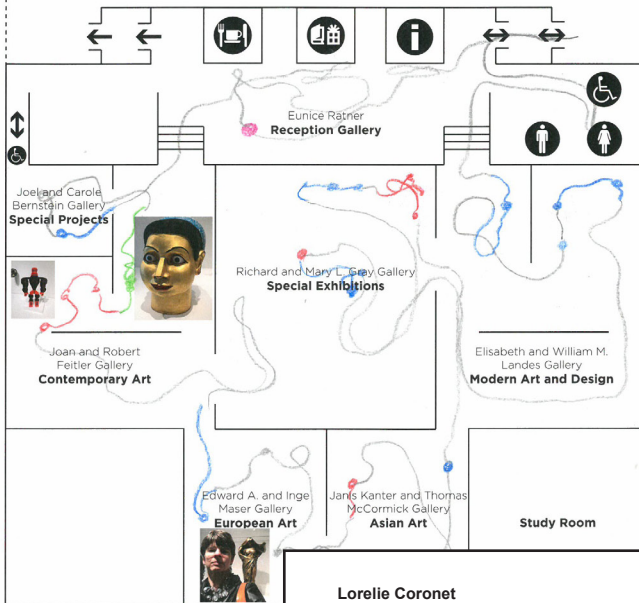 Eunice Ratner
Reception Gallery
Joel and Carole
Bernstein Gallery
Special Projects
Richard and Mary L. Gray Gallery
Special Exhibitions
Joan and Robert
Feitler Gallery
Contemporary Art
Elisabeth and William M.
Landes Gallery
Modern Art and Design
Edward A. and Inge
Maser Gallery
European Art
Janis Kanter and Thomas
McCormick Gallery
Asian Art
Study Room
Lorelie Coronet